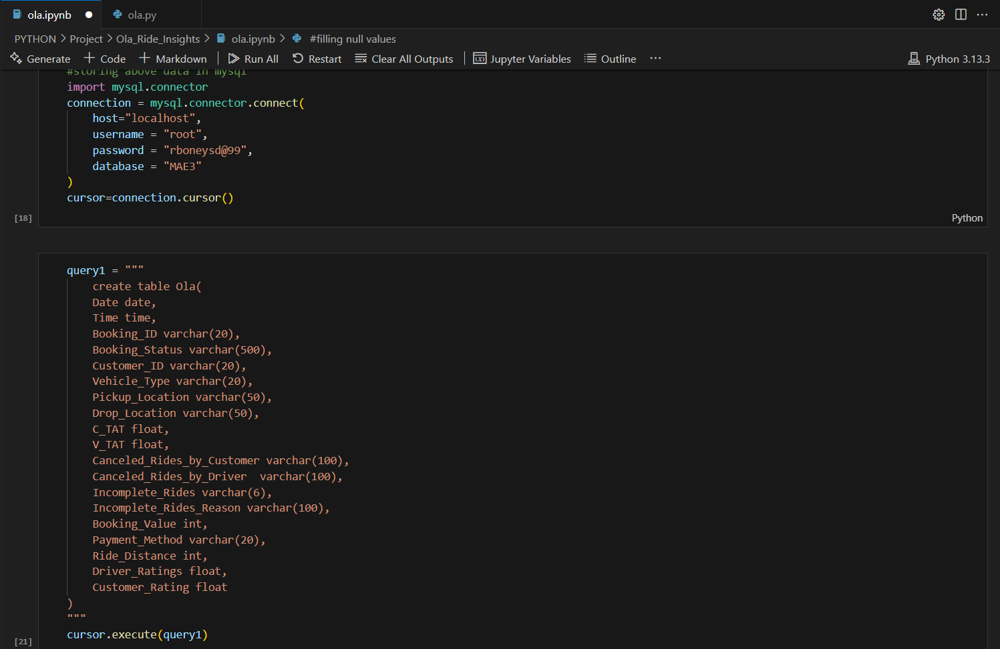 ola.ipynb
ola.py
PYTHON > Project > Ola_Ride_Insights > ola.ipynb > #filling null values
Generate + Code + Markdown Run All Restart Clear All Outputs Jupyter Variables Outline ... Python 3.13.3
#storing above data in mysql
import mysql.connector
connection = mysql.connector.connect(
host="localhost",
username = "root",
password = "rboneysd@99",
database = "MAE3"
)
cursor=connection.cursor()
[18]
Python
query1 = """
create table Ola(
Date date,
Time time,
Booking_ID varchar(20),
Booking_Status varchar(500),
Customer_ID varchar(20),
Vehicle_Type varchar(20),
Pickup_Location varchar(50),
Drop_Location varchar(50),
C_TAT float,
V_TAT float,
Canceled_Rides_by_Customer varchar(100),
Canceled_Rides_by_Driver  varchar(100),
Incomplete_Rides varchar(6),
Incomplete_Rides_Reason varchar(100),
Booking_Value int,
Payment_Method varchar(20),
Ride_Distance int,
Driver_Ratings float,
Customer_Rating float
)
"""
cursor.execute(query1)
[21]